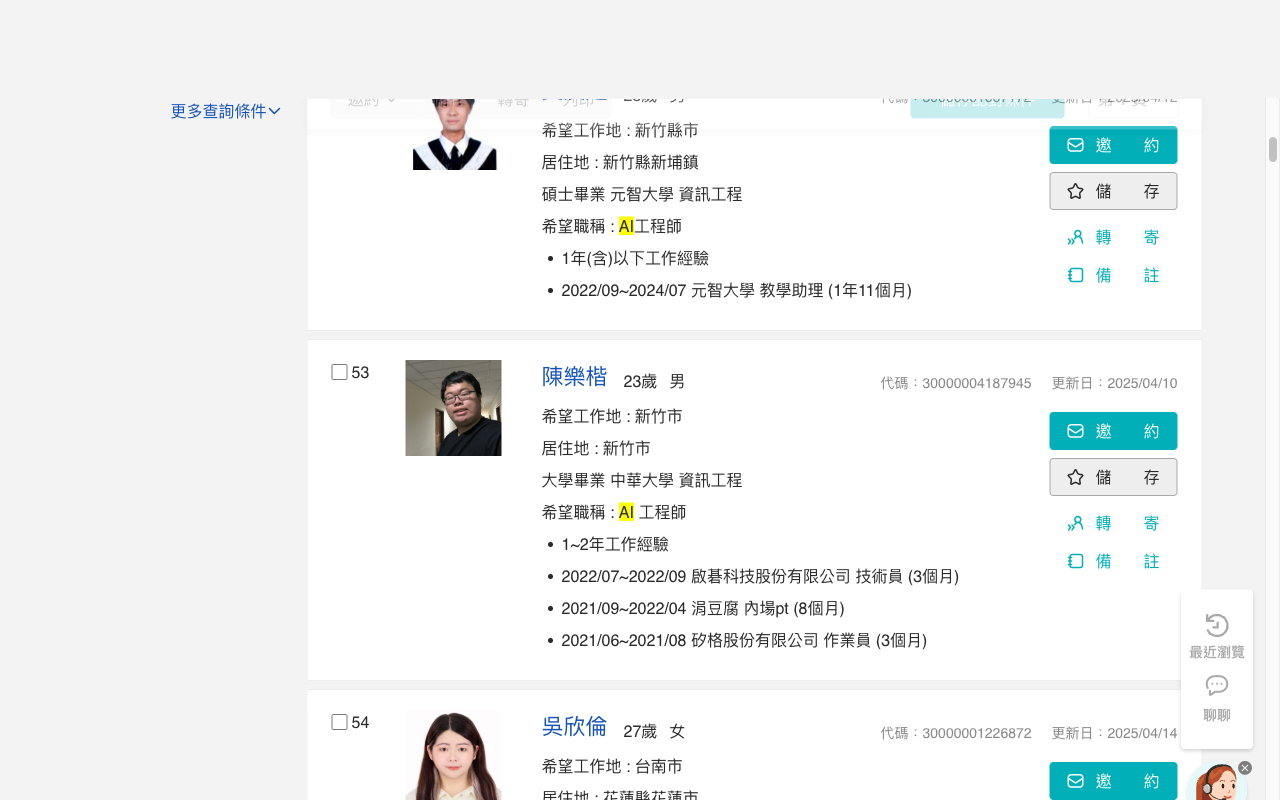 更多查詢條件
希望工作地 : 新竹縣市
居住地 : 新竹縣新埔鎮
碩士畢業 元智大學 資訊工程
希望職稱 : AI工程師
1年(含)以下工作經驗
2022/09~2024/07 元智大學 教學助理 (1年11個月)
邀 約
儲 存
轉 寄
備 註
53
陳樂楷 23歲 男
代碼：30000004187945 更新日：2025/04/10
希望工作地 : 新竹市
居住地 : 新竹市
大學畢業 中華大學 資訊工程
希望職稱 : AI 工程師
1~2年工作經驗
2022/07~2022/09 啟碁科技股份有限公司 技術員 (3個月)
2021/09~2022/04 涓豆腐 內場pt (8個月)
2021/06~2021/08 矽格股份有限公司 作業員 (3個月)
邀 約
儲 存
轉 寄
備 註
54
吳欣倫 27歲 女
代碼：30000001226872 更新日：2025/04/14
希望工作地 : 台南市
居住地 : 花蓮縣花蓮市
邀 約
最近瀏覽
聊聊